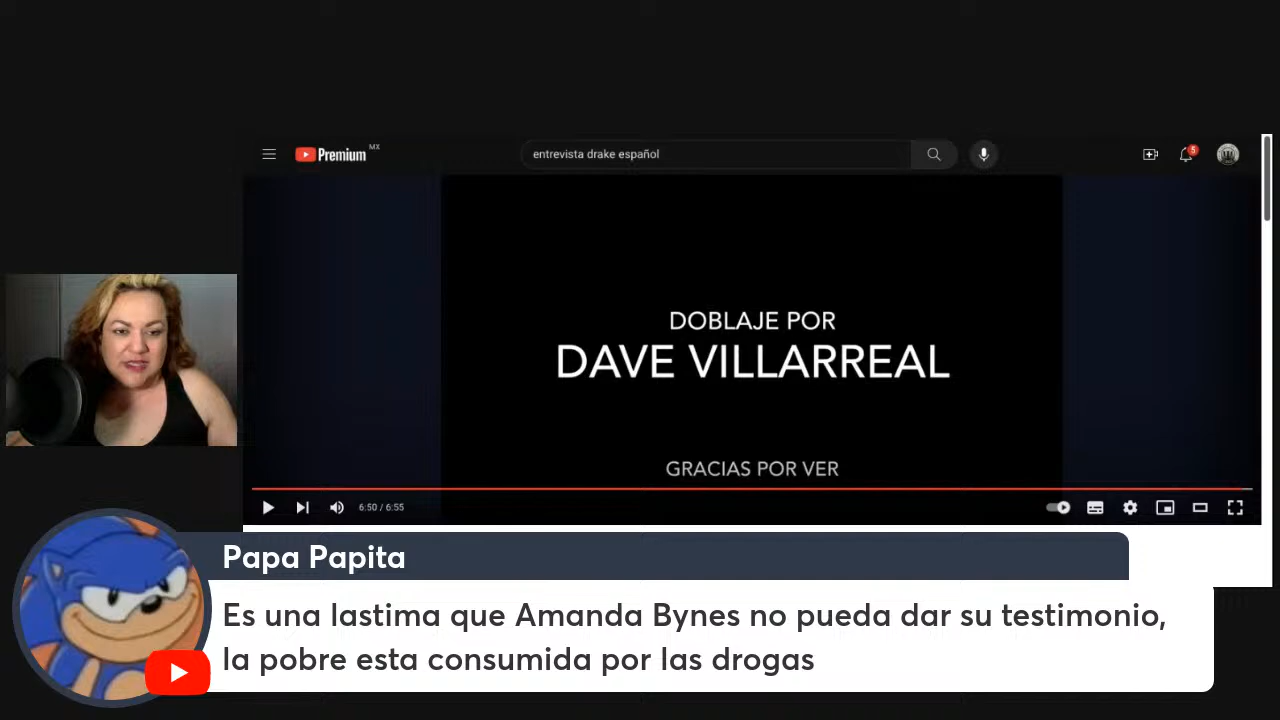 Premium MX
entrevista drake español
5
DOBLAJE POR
DAVE VILLARREAL
GRACIAS POR VER
6:50 / 6:55
Papa Papita
Es una lastima que Amanda Bynes no pueda dar su testimonio,
la pobre esta consumida por las drogas